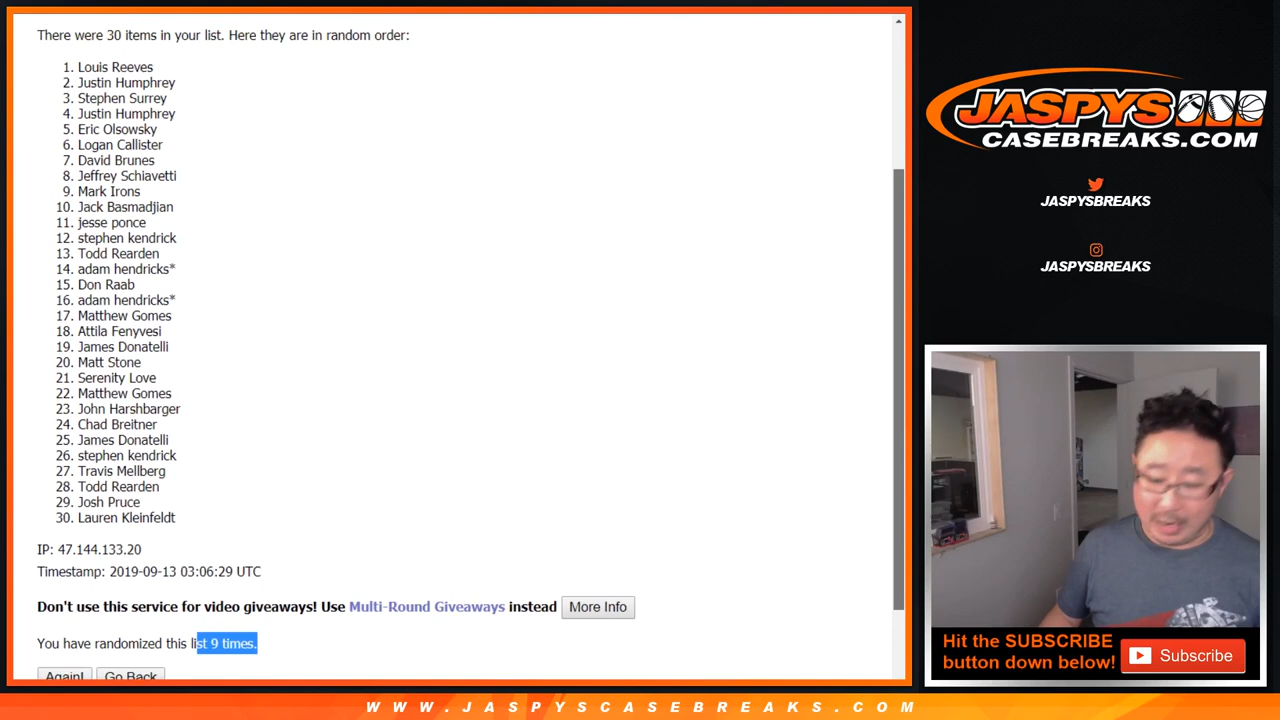 There were 30 items in your list. Here they are in random order:
1. Louis Reeves
2. Justin Humphrey
3. Stephen Surrey
4. Justin Humphrey
5. Eric Olsowsky
6. Logan Callister
7. David Brunes
8. Jeffrey Schiavetti
9. Mark Irons
10. Jack Basmadjian
11. jesse ponce
12. stephen kendrick
13. Todd Rearden
14. adam hendricks*
15. Don Raab
16. adam hendricks*
17. Matthew Gomes
18. Attila Fenyvesi
19. James Donatelli
20. Matt Stone
21. Serenity Love
22. Matthew Gomes
23. John Harshbarger
24. Chad Breitner
25. James Donatelli
26. stephen kendrick
27. Travis Mellberg
28. Todd Rearden
29. Josh Pruce
30. Lauren Kleinfeldt
IP: 47.144.133.20
Timestamp: 2019-09-13 03:06:29 UTC
Don't use this service for video giveaways! Use Multi-Round Giveaways instead More Info
You have randomized this list 9 times.
Again! Go Back
JASPYS
CASEBREAKS.COM
JASPYSBREAKS
JASPYSBREAKS
Hit the SUBSCRIBE
button down below!
Subscribe
WWW.JASPYSCASEBREAKS.COM